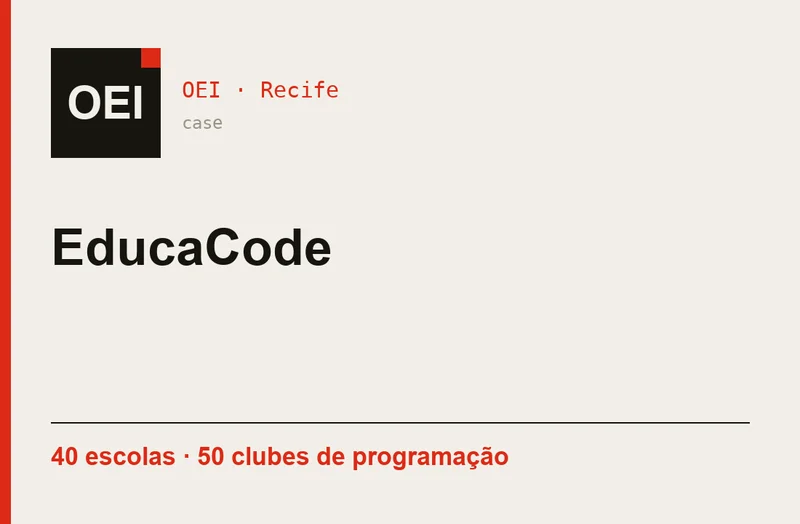 OEI
OEI · Recife
case
EducaCode
40 escolas · 50 clubes de programação